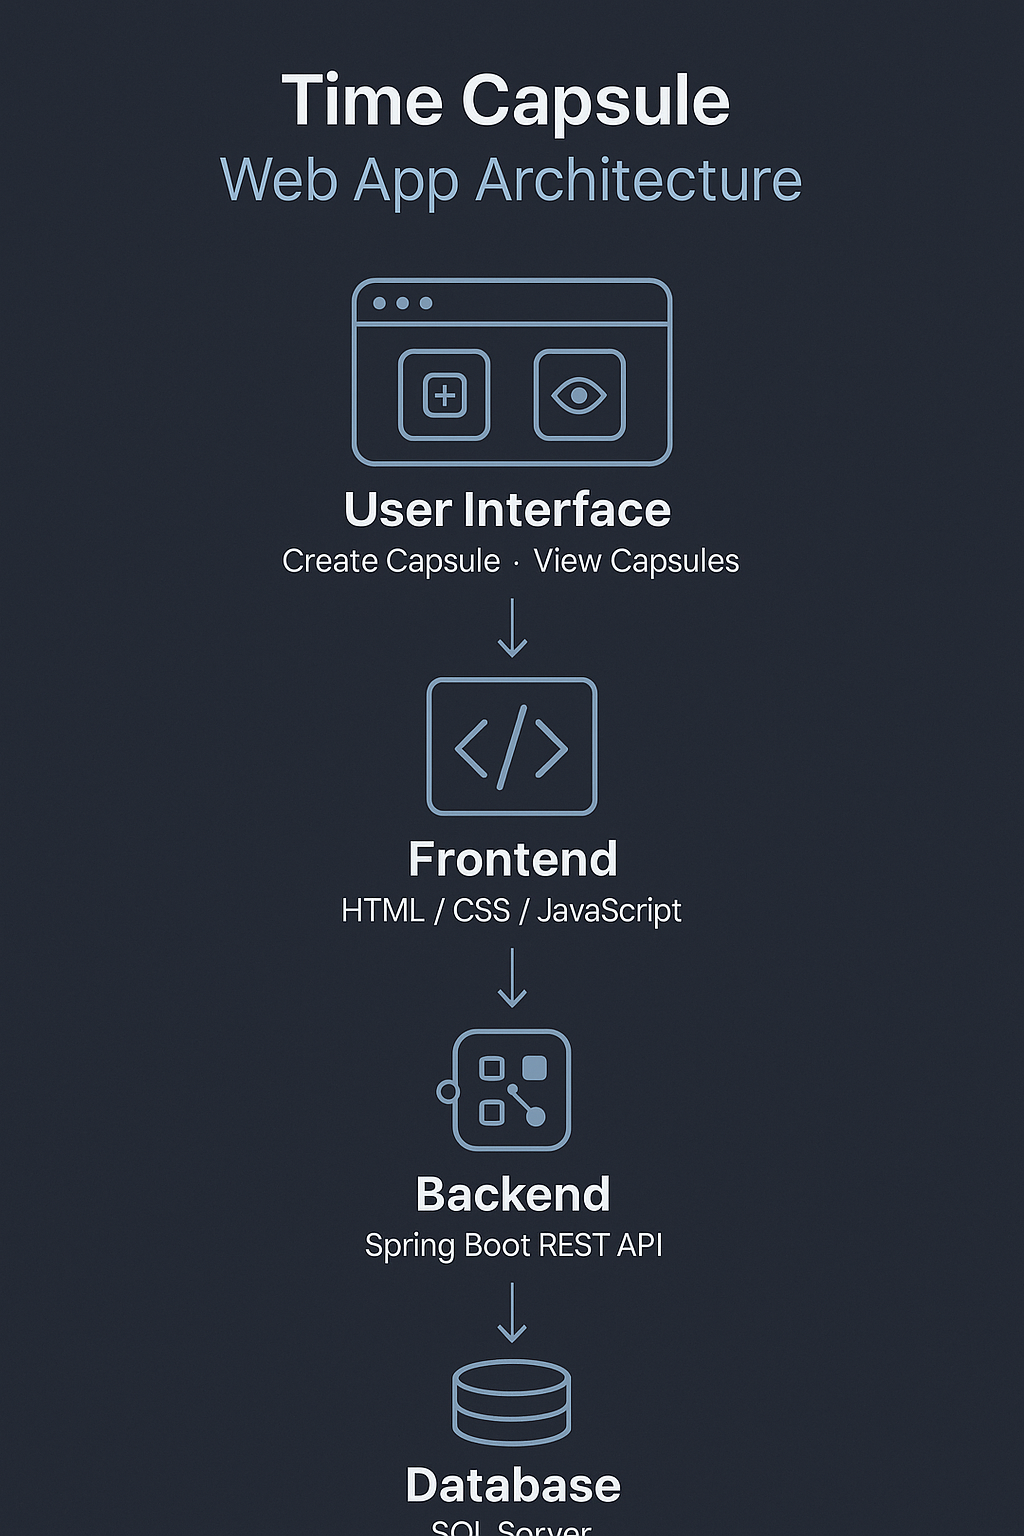 Time Capsule
Web App Architecture
User Interface
Create Capsule · View Capsules
Frontend
HTML / CSS / JavaScript
Backend
Spring Boot REST API
Database
SQL Server